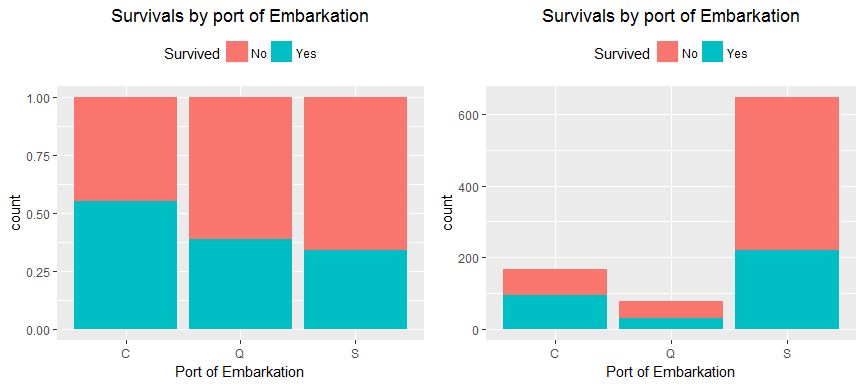 Survivals by port of Embarkation
Survived No Yes
1.00
0.75
0.50
0.25
0.00
count
C Q S
Port of Embarkation
Survivals by port of Embarkation
Survived No Yes
600
400
200
0
count
C Q S
Port of Embarkation